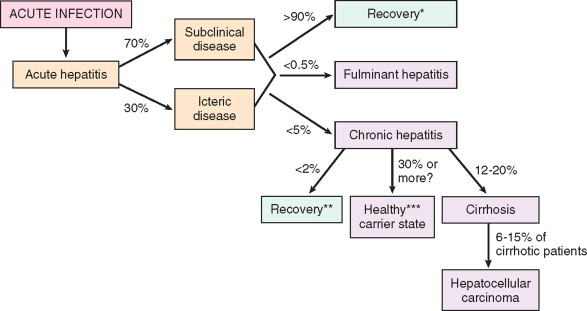 ACUTE INFECTION
Acute hepatitis
70%
30%
Subclinical
disease
Icteric
disease
>90%
<0.5%
<5%
Recovery*
Fulminant hepatitis
Chronic hepatitis
<2%
30% or
more?
12-20%
Recovery**
Healthy***
carrier state
Cirrhosis
6-15% of
cirrhotic patients
Hepatocellular
carcinoma